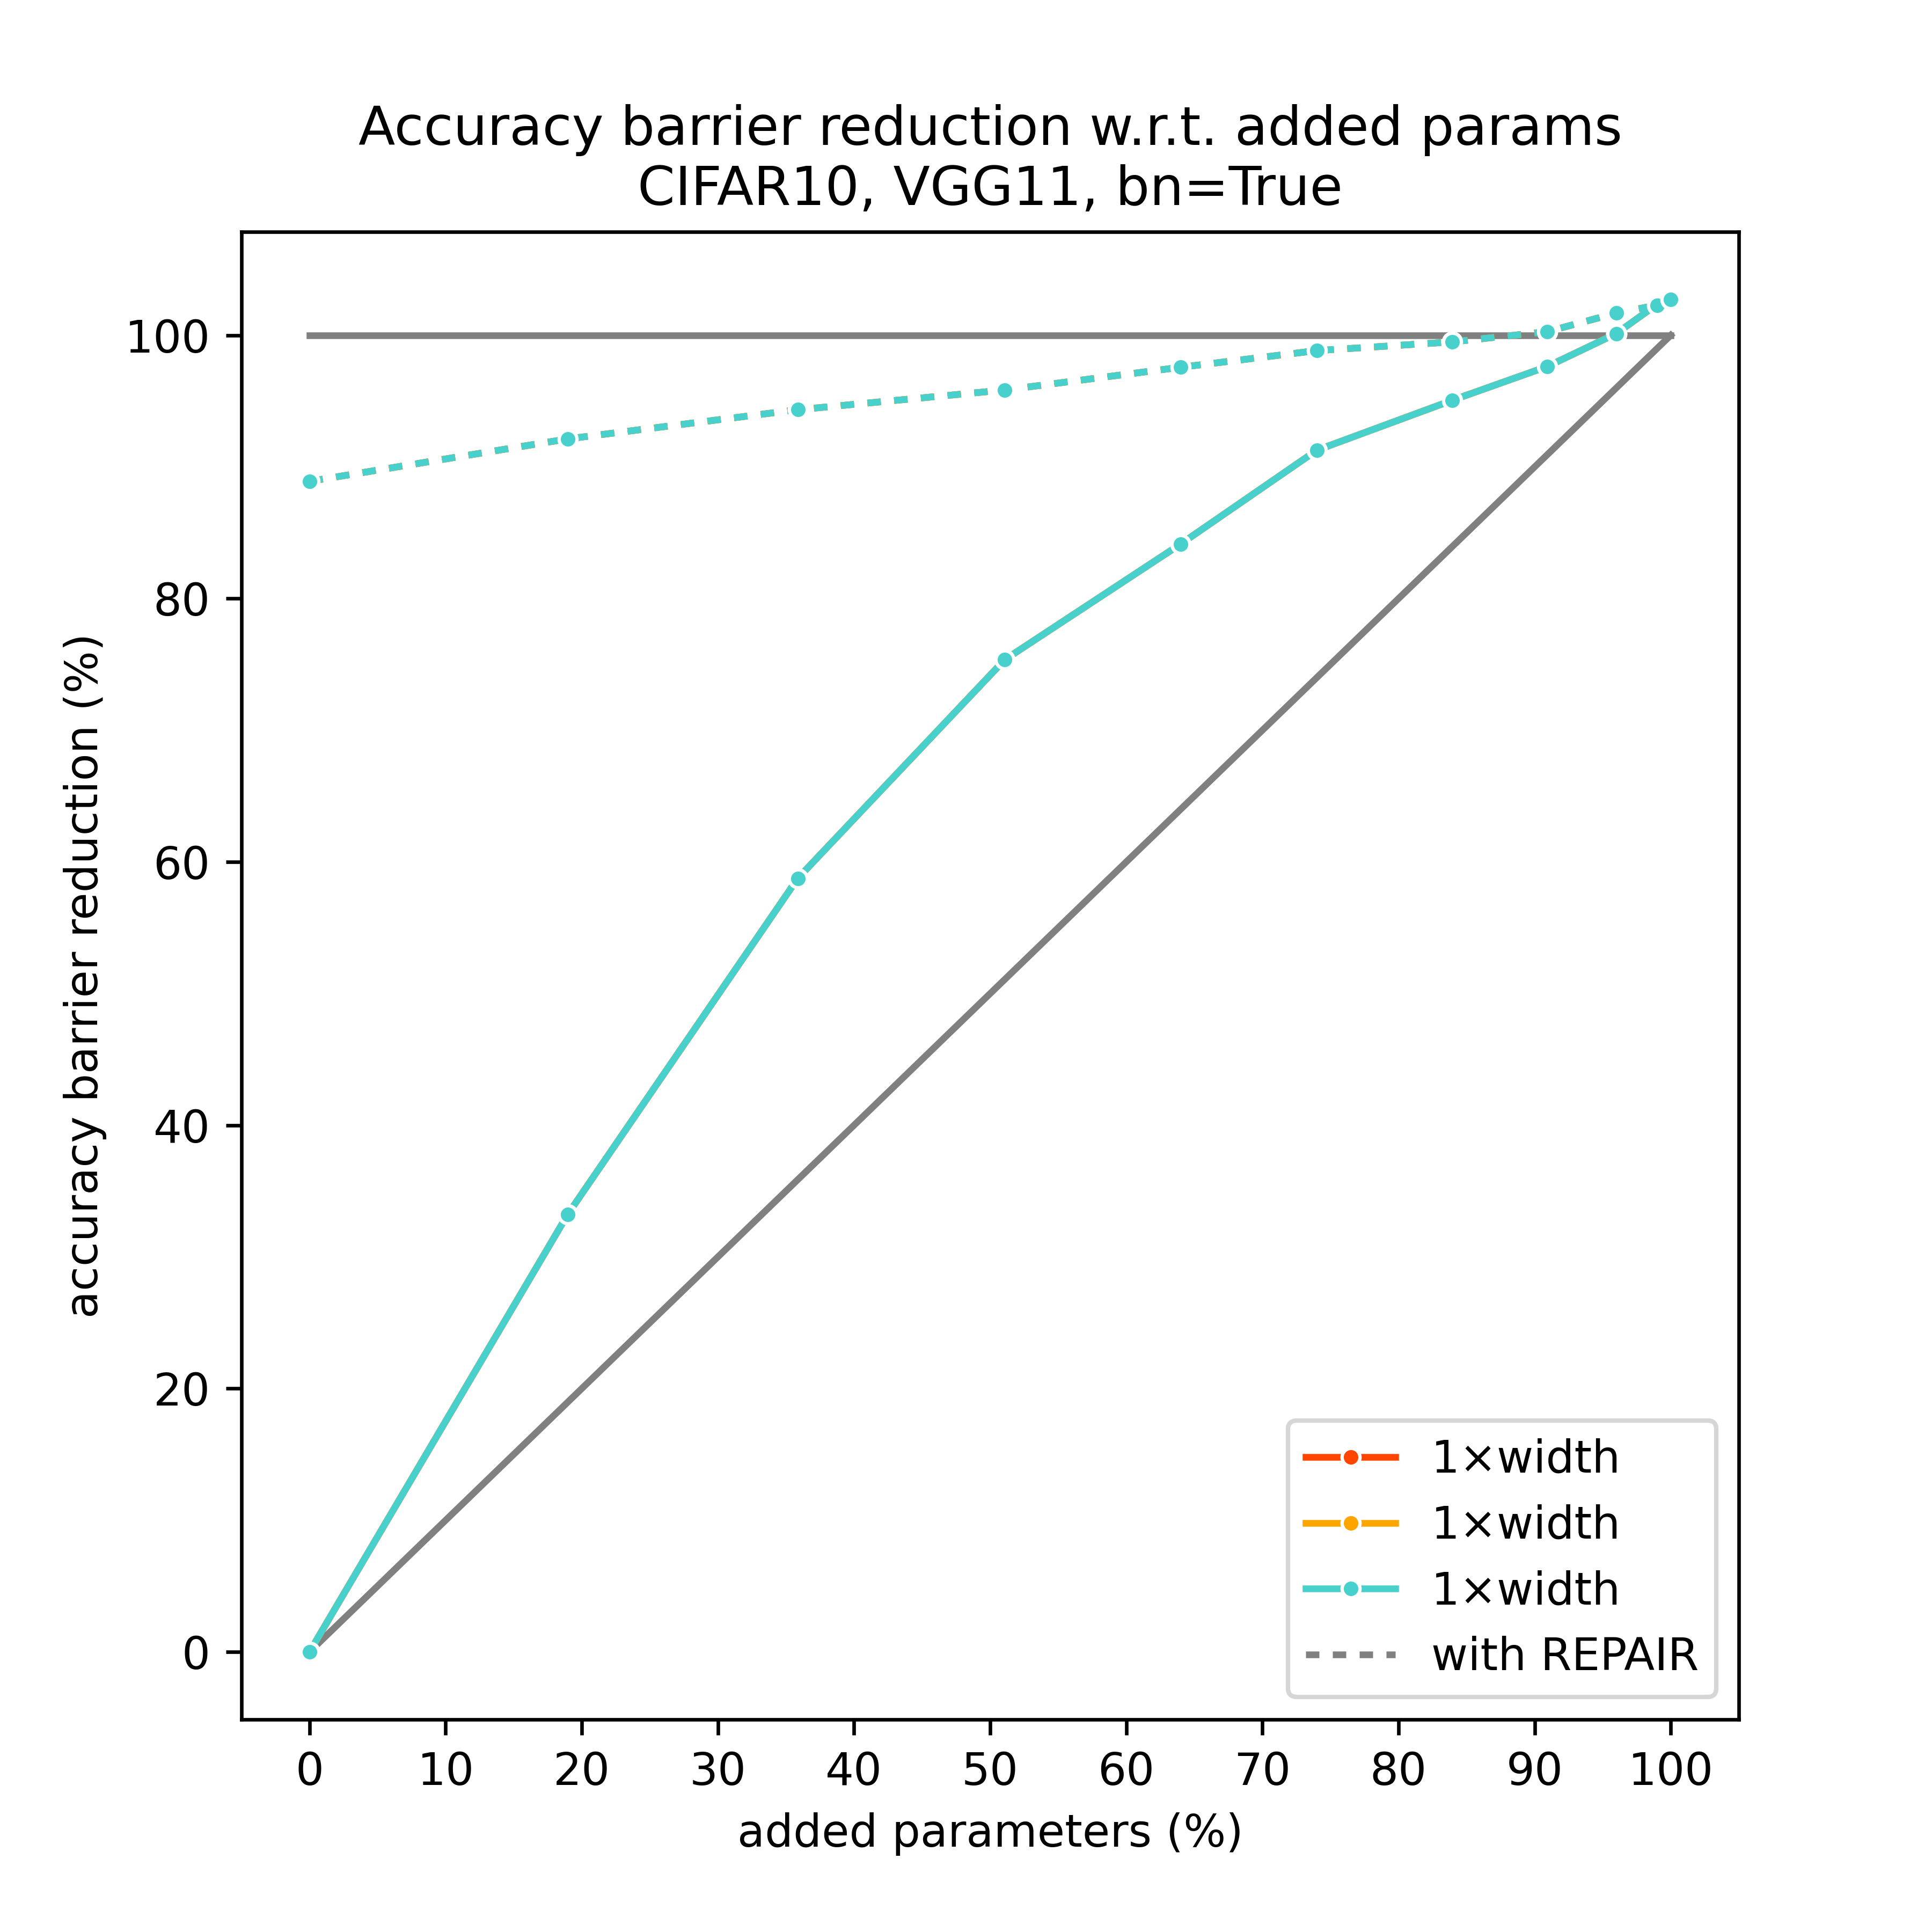 Accuracy barrier reduction w.r.t. added params
CIFAR10, VGG11, bn=True
accuracy barrier reduction (%)
100
80
60
40
20
0
0 10 20 30 40 50 60 70 80 90 100
added parameters (%)
1×width
1×width
1×width
with REPAIR